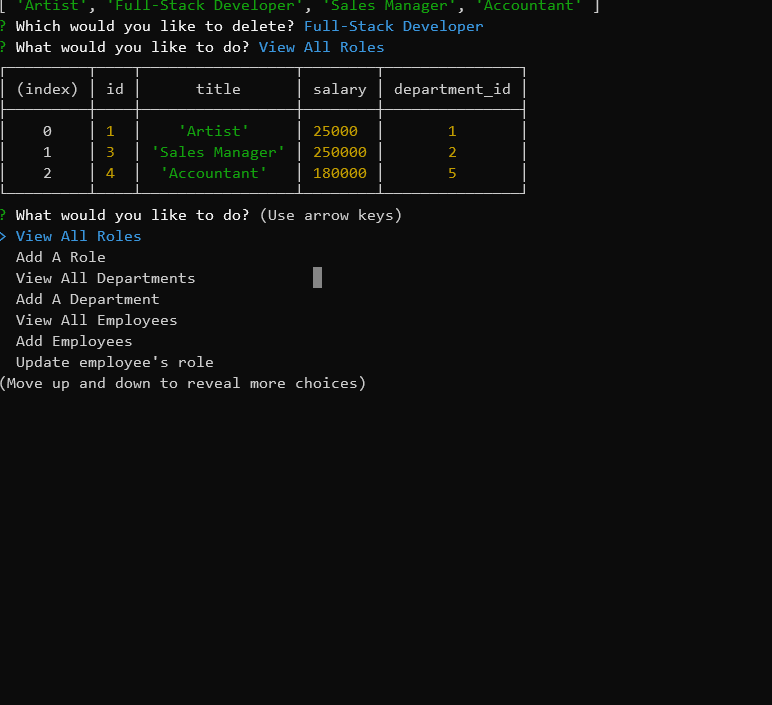 [ 'Artist', 'Full-Stack Developer', 'Sales Manager', 'Accountant' ]
? Which would you like to delete? Full-Stack Developer
? What would you like to do? View All Roles
(index) id title salary department_id
0 1 'Artist' 25000 1
1 3 'Sales Manager' 250000 2
2 4 'Accountant' 180000 5
? What would you like to do? (Use arrow keys)
> View All Roles
Add A Role
View All Departments
Add A Department
View All Employees
Add Employees
Update employee's role
(Move up and down to reveal more choices)